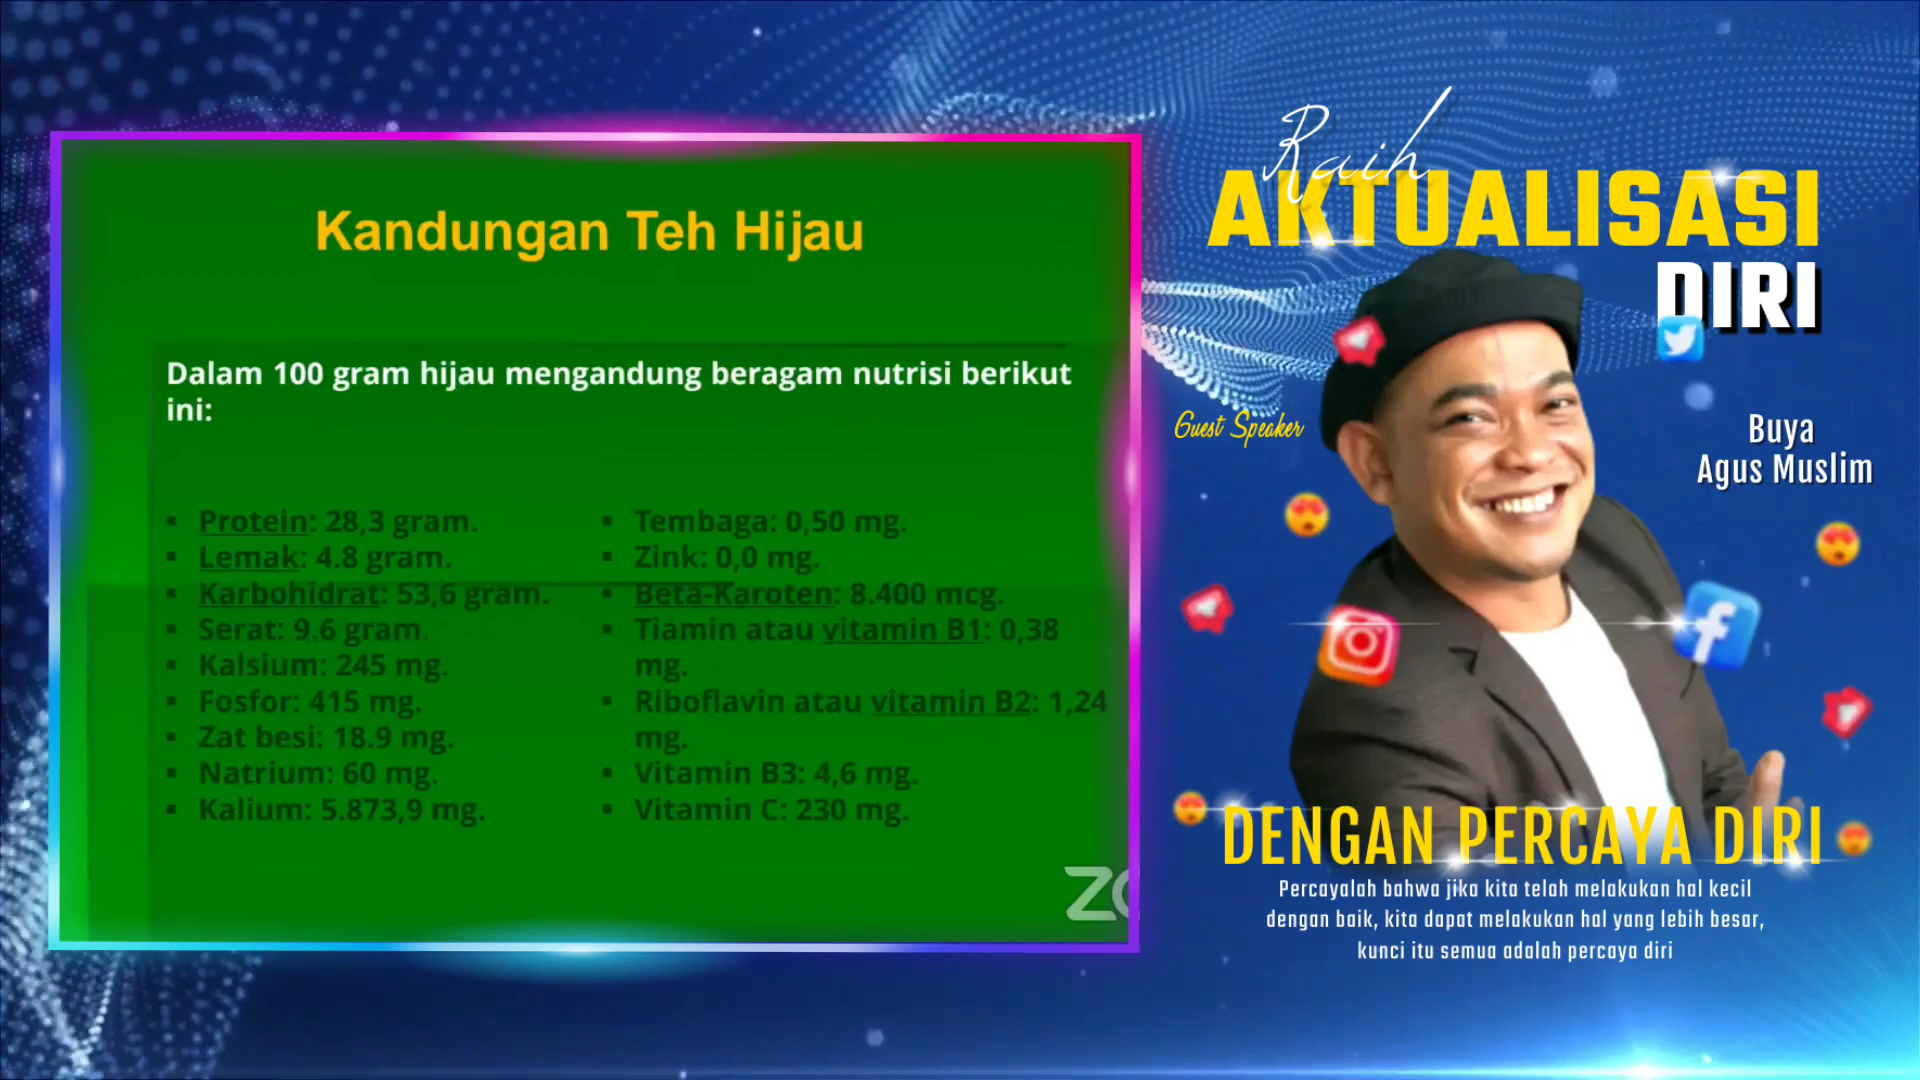 Kandungan Teh Hijau
Dalam 100 gram hijau mengandung beragam nutrisi berikut
ini:
▪ Protein: 28,3 gram.
▪ Lemak: 4.8 gram.
▪ Karbohidrat: 53,6 gram.
▪ Serat: 9.6 gram.
▪ Kalsium: 245 mg.
▪ Fosfor: 415 mg.
▪ Zat besi: 18.9 mg.
▪ Natrium: 60 mg.
▪ Kalium: 5.873,9 mg.
▪ Tembaga: 0,50 mg.
▪ Zink: 0,0 mg.
▪ Beta-Karoten: 8.400 mcg.
▪ Tiamin atau vitamin B1: 0,38
mg.
▪ Riboflavin atau vitamin B2: 1,24
mg.
▪ Vitamin B3: 4,6 mg.
▪ Vitamin C: 230 mg.
Raih
AKTUALISASI
DIRI
Guest Speaker
Buya
Agus Muslim
DENGAN PERCAYA DIRI
Percayalah bahwa jika kita telah melakukan hal kecil
dengan baik, kita dapat melakukan hal yang lebih besar,
kunci itu semua adalah percaya diri